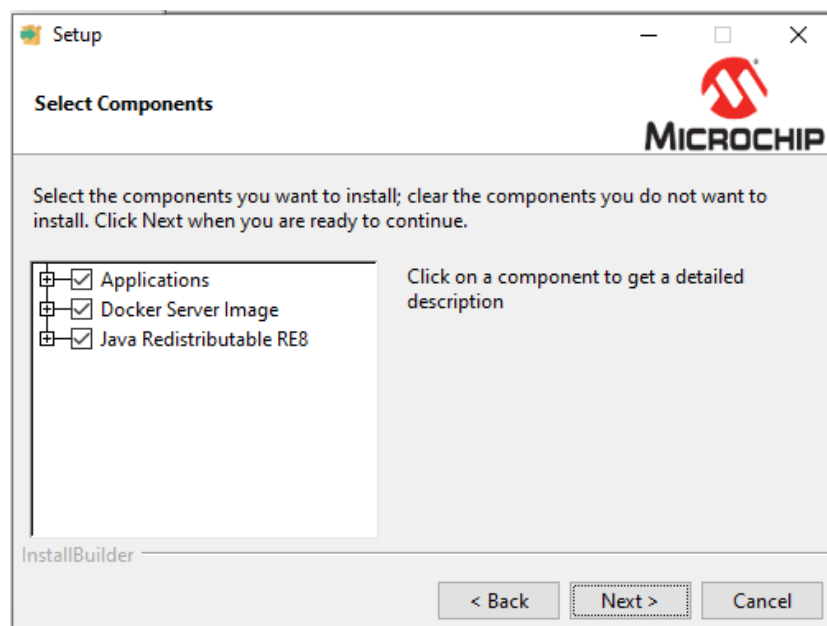 Setup
Select Components
MICROCHIP
Select the components you want to install; clear the components you do not want to
install. Click Next when you are ready to continue.
Applications
Docker Server Image
Java Redistributable RE8
Click on a component to get a detailed
description
InstallBuilder
< Back
Next >
Cancel